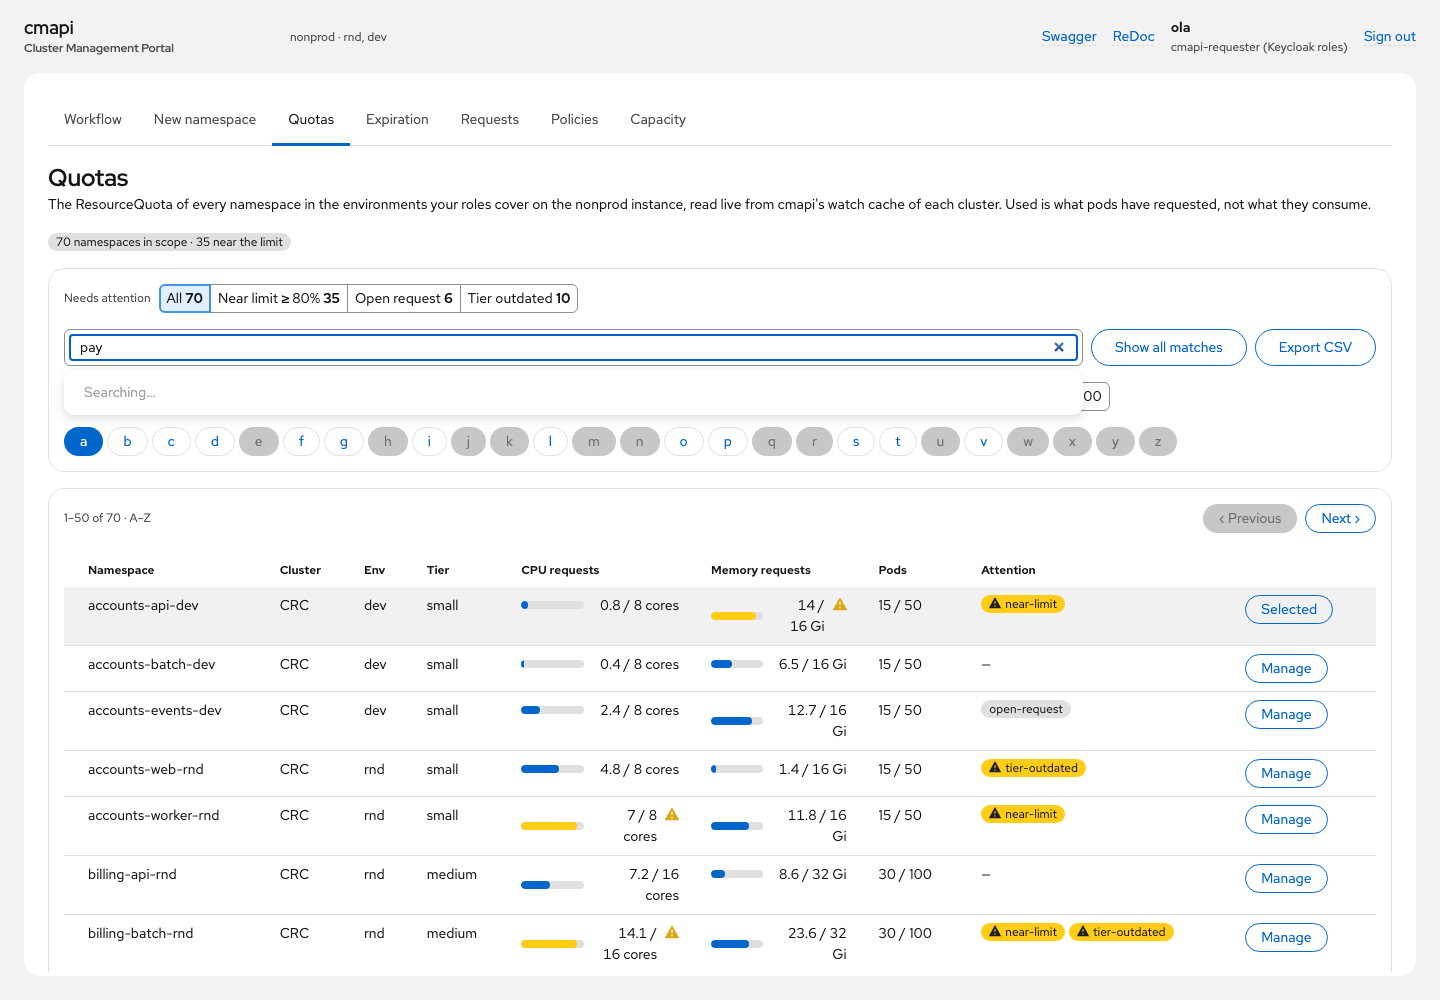 cmapi
Cluster Management Portal
nonprod · rnd, dev
Swagger
ReDoc
ola
cmapi-requester (Keycloak roles)
Sign out
Workflow
New namespace
Quotas
Expiration
Requests
Policies
Capacity
Quotas
The ResourceQuota of every namespace in the environments your roles cover on the nonprod instance, read live from cmapi's watch cache of each cluster. Used is what pods have requested, not what they consume.
70 namespaces in scope · 35 near the limit
Needs attention
All 70
Near limit ≥ 80% 35
Open request 6
Tier outdated 10
pay
Show all matches
Export CSV
Searching...
00
a b c d e f g h i j k l m n o p q r s t u v w x y z
1–50 of 70 · A–Z
‹ Previous
Next ›
Namespace Cluster Env Tier CPU requests Memory requests Pods Attention
accounts-api-dev CRC dev small 0.8 / 8 cores 14 / 16 Gi 15 / 50 near-limit Selected
accounts-batch-dev CRC dev small 0.4 / 8 cores 6.5 / 16 Gi 15 / 50 — Manage
accounts-events-dev CRC dev small 2.4 / 8 cores 12.7 / 16 Gi 15 / 50 open-request Manage
accounts-web-rnd CRC rnd small 4.8 / 8 cores 1.4 / 16 Gi 15 / 50 tier-outdated Manage
accounts-worker-rnd CRC rnd small 7 / 8 cores 11.8 / 16 Gi 15 / 50 near-limit Manage
billing-api-rnd CRC rnd medium 7.2 / 16 cores 8.6 / 32 Gi 30 / 100 — Manage
billing-batch-rnd CRC rnd medium 14.1 / 16 cores 23.6 / 32 Gi 30 / 100 near-limit tier-outdated Manage